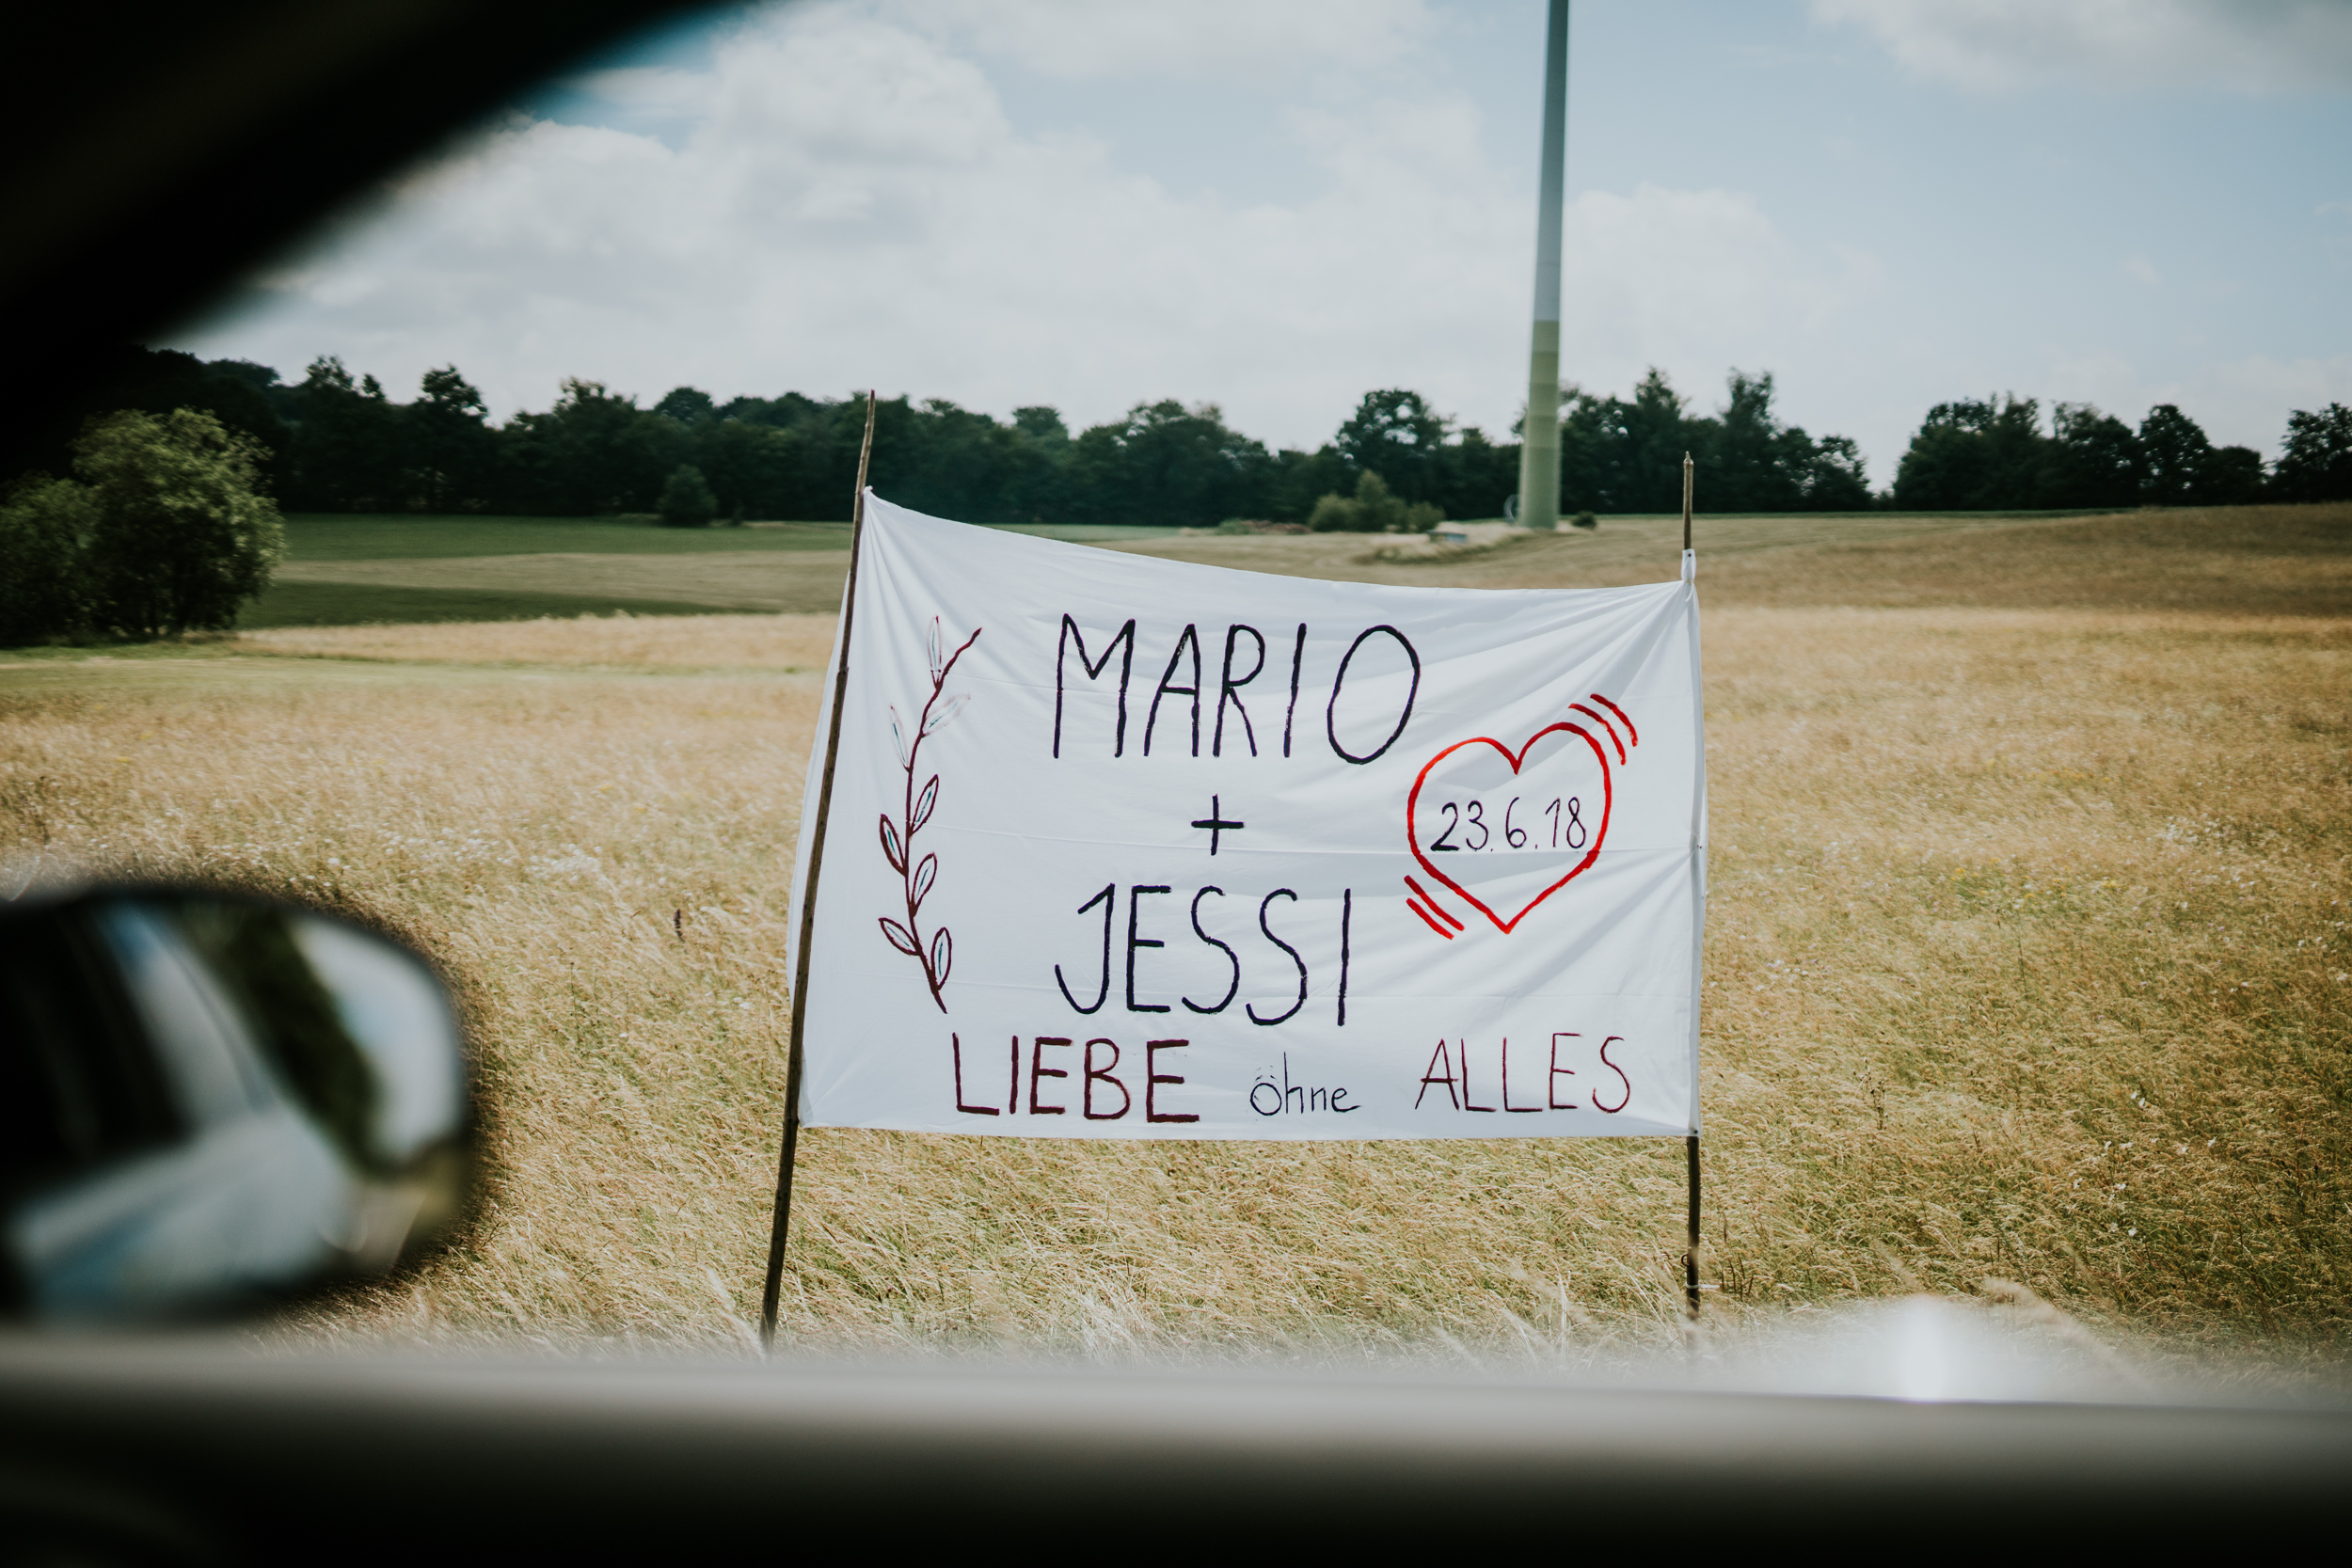 MARIO
+
JESSI
23.6.18
LIEBE öhne ALLES